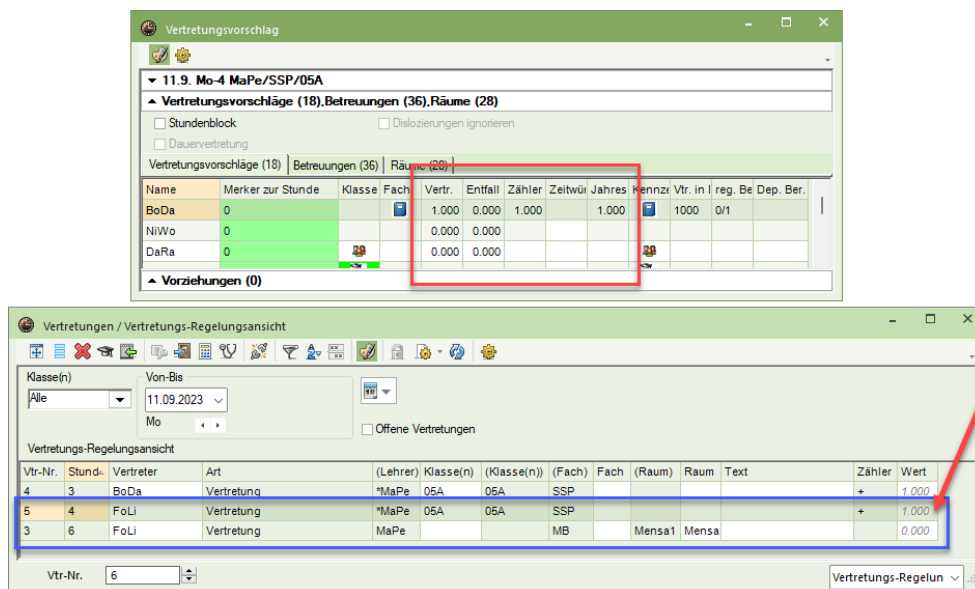 Vertretungsvorschlag
11.9. Mo-4 MaPe/SSP/05A
Vertretungsvorschläge (18),Betreuungen (36),Räume (28)
Stundenblock Dislozierungen ignorieren
Dauervertretung
Vertretungsvorschläge (18) Betreuungen (36) Räume (28)
Name Merker zur Stunde Klasse Fach Vertr. Entfall Zähler Zeitwür Jahres Kennze Vtr. in l reg. Be Dep. Ber.
BoDa 0 1.000 0.000 1.000 1.000 1000 0/1
NiWo 0 0.000 0.000
DaRa 0 0.000 0.000
Vorziehungen (0)
Vertretungen / Vertretungs-Regelungsansicht
Klasse(n) Von-Bis
Alle 11.09.2023
Mo
Offene Vertretungen
Vertretungs-Regelungsansicht
Vtr-Nr. Stund Vertreter Art (Lehrer) Klasse(n) (Klasse(n)) (Fach) Fach (Raum) Raum Text Zähler Wert
4 3 BoDa Vertretung *MaPe 05A 05A SSP + 1.000
5 4 FoLi Vertretung *MaPe 05A 05A SSP + 1.000
3 6 FoLi Vertretung MaPe MB Mensa1 Mensa 0.000
Vtr-Nr. 6 Vertretungs-Regelun